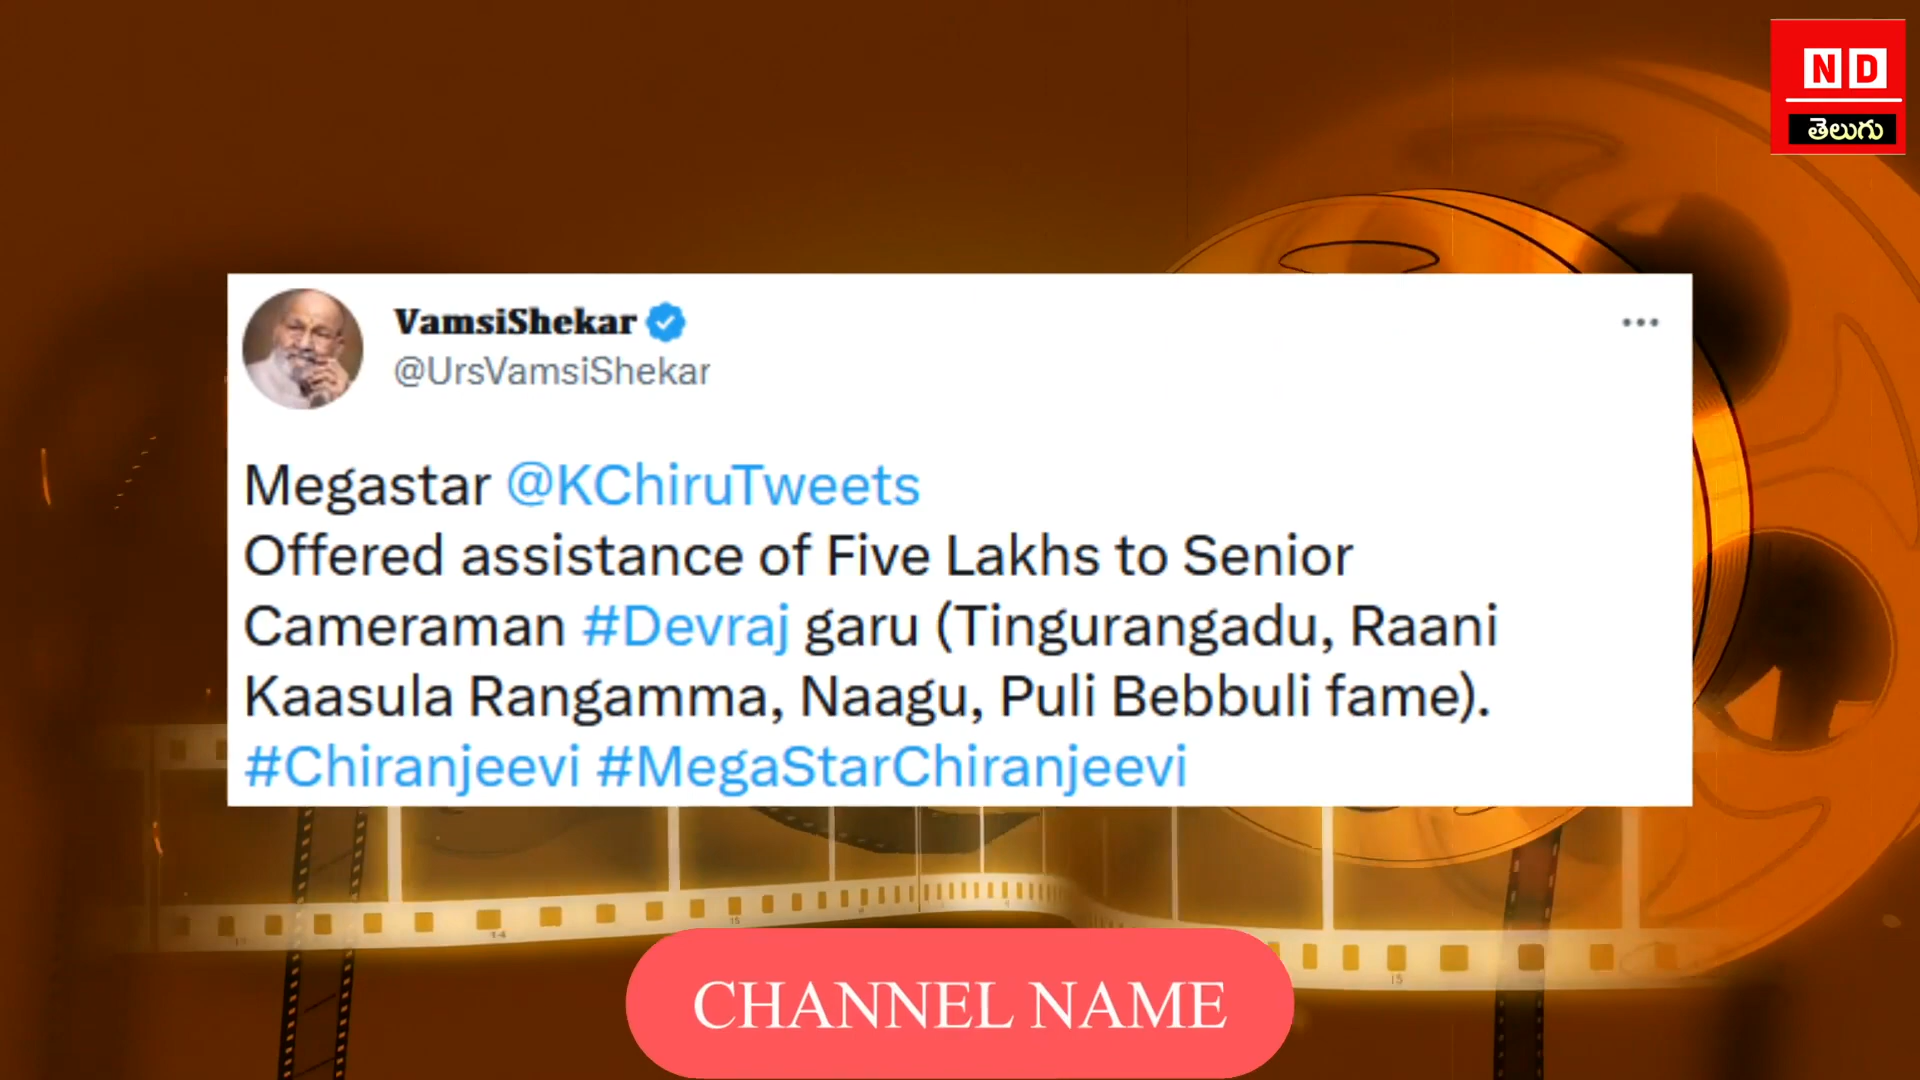 N D
తెలుగు
VamsiShekar
@UrsVamsiShekar
Megastar @KChiruTweets
Offered assistance of Five Lakhs to Senior
Cameraman #Devraj garu (Tingurangadu, Raani
Kaasula Rangamma, Naagu, Puli Bebbuli fame).
#Chiranjeevi #MegaStarChiranjeevi
CHANNEL NAME